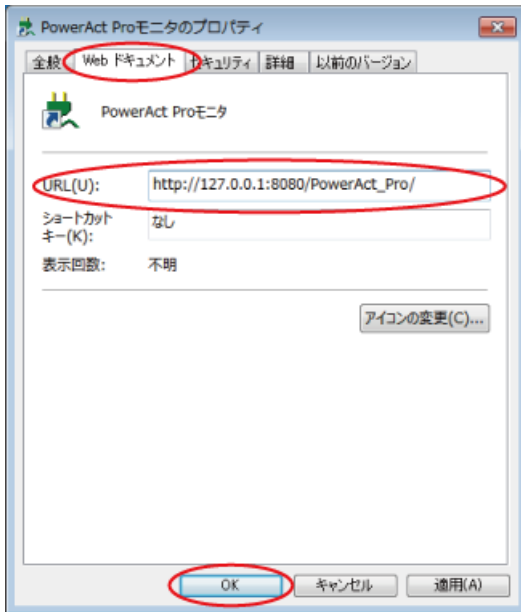 PowerAct Proモニタのプロパティ
全般 Web ドキュメント セキュリティ 詳細 以前のバージョン
PowerAct Proモニタ
URL(U): http://127.0.0.1:8080/PowerAct_Pro/
ショートカット
キー(K): なし
表示回数: 不明
アイコンの変更(C)...
OK キャンセル 適用(A)